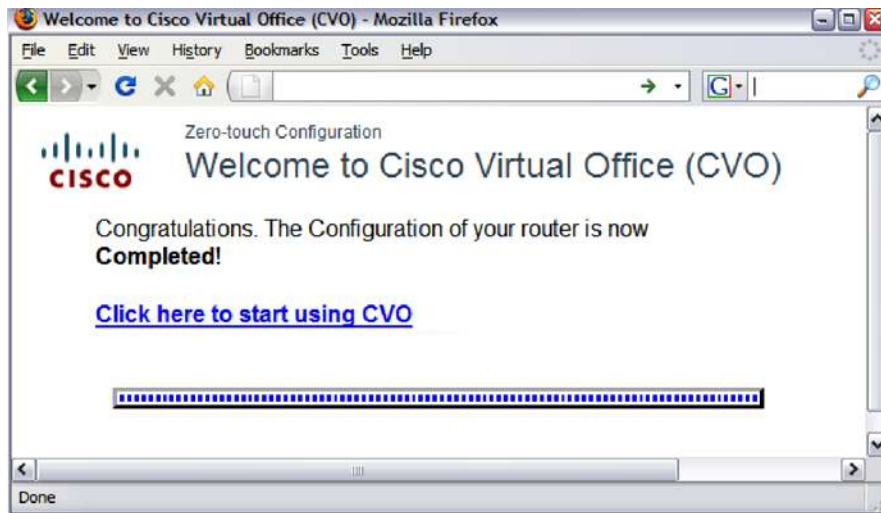 Welcome to Cisco Virtual Office (CVO) - Mozilla Firefox
File Edit View History Bookmarks Tools Help
G
Zero-touch Configuration
CISCO
Welcome to Cisco Virtual Office (CVO)
Congratulations. The Configuration of your router is now
Completed!
Click here to start using CVO
Done